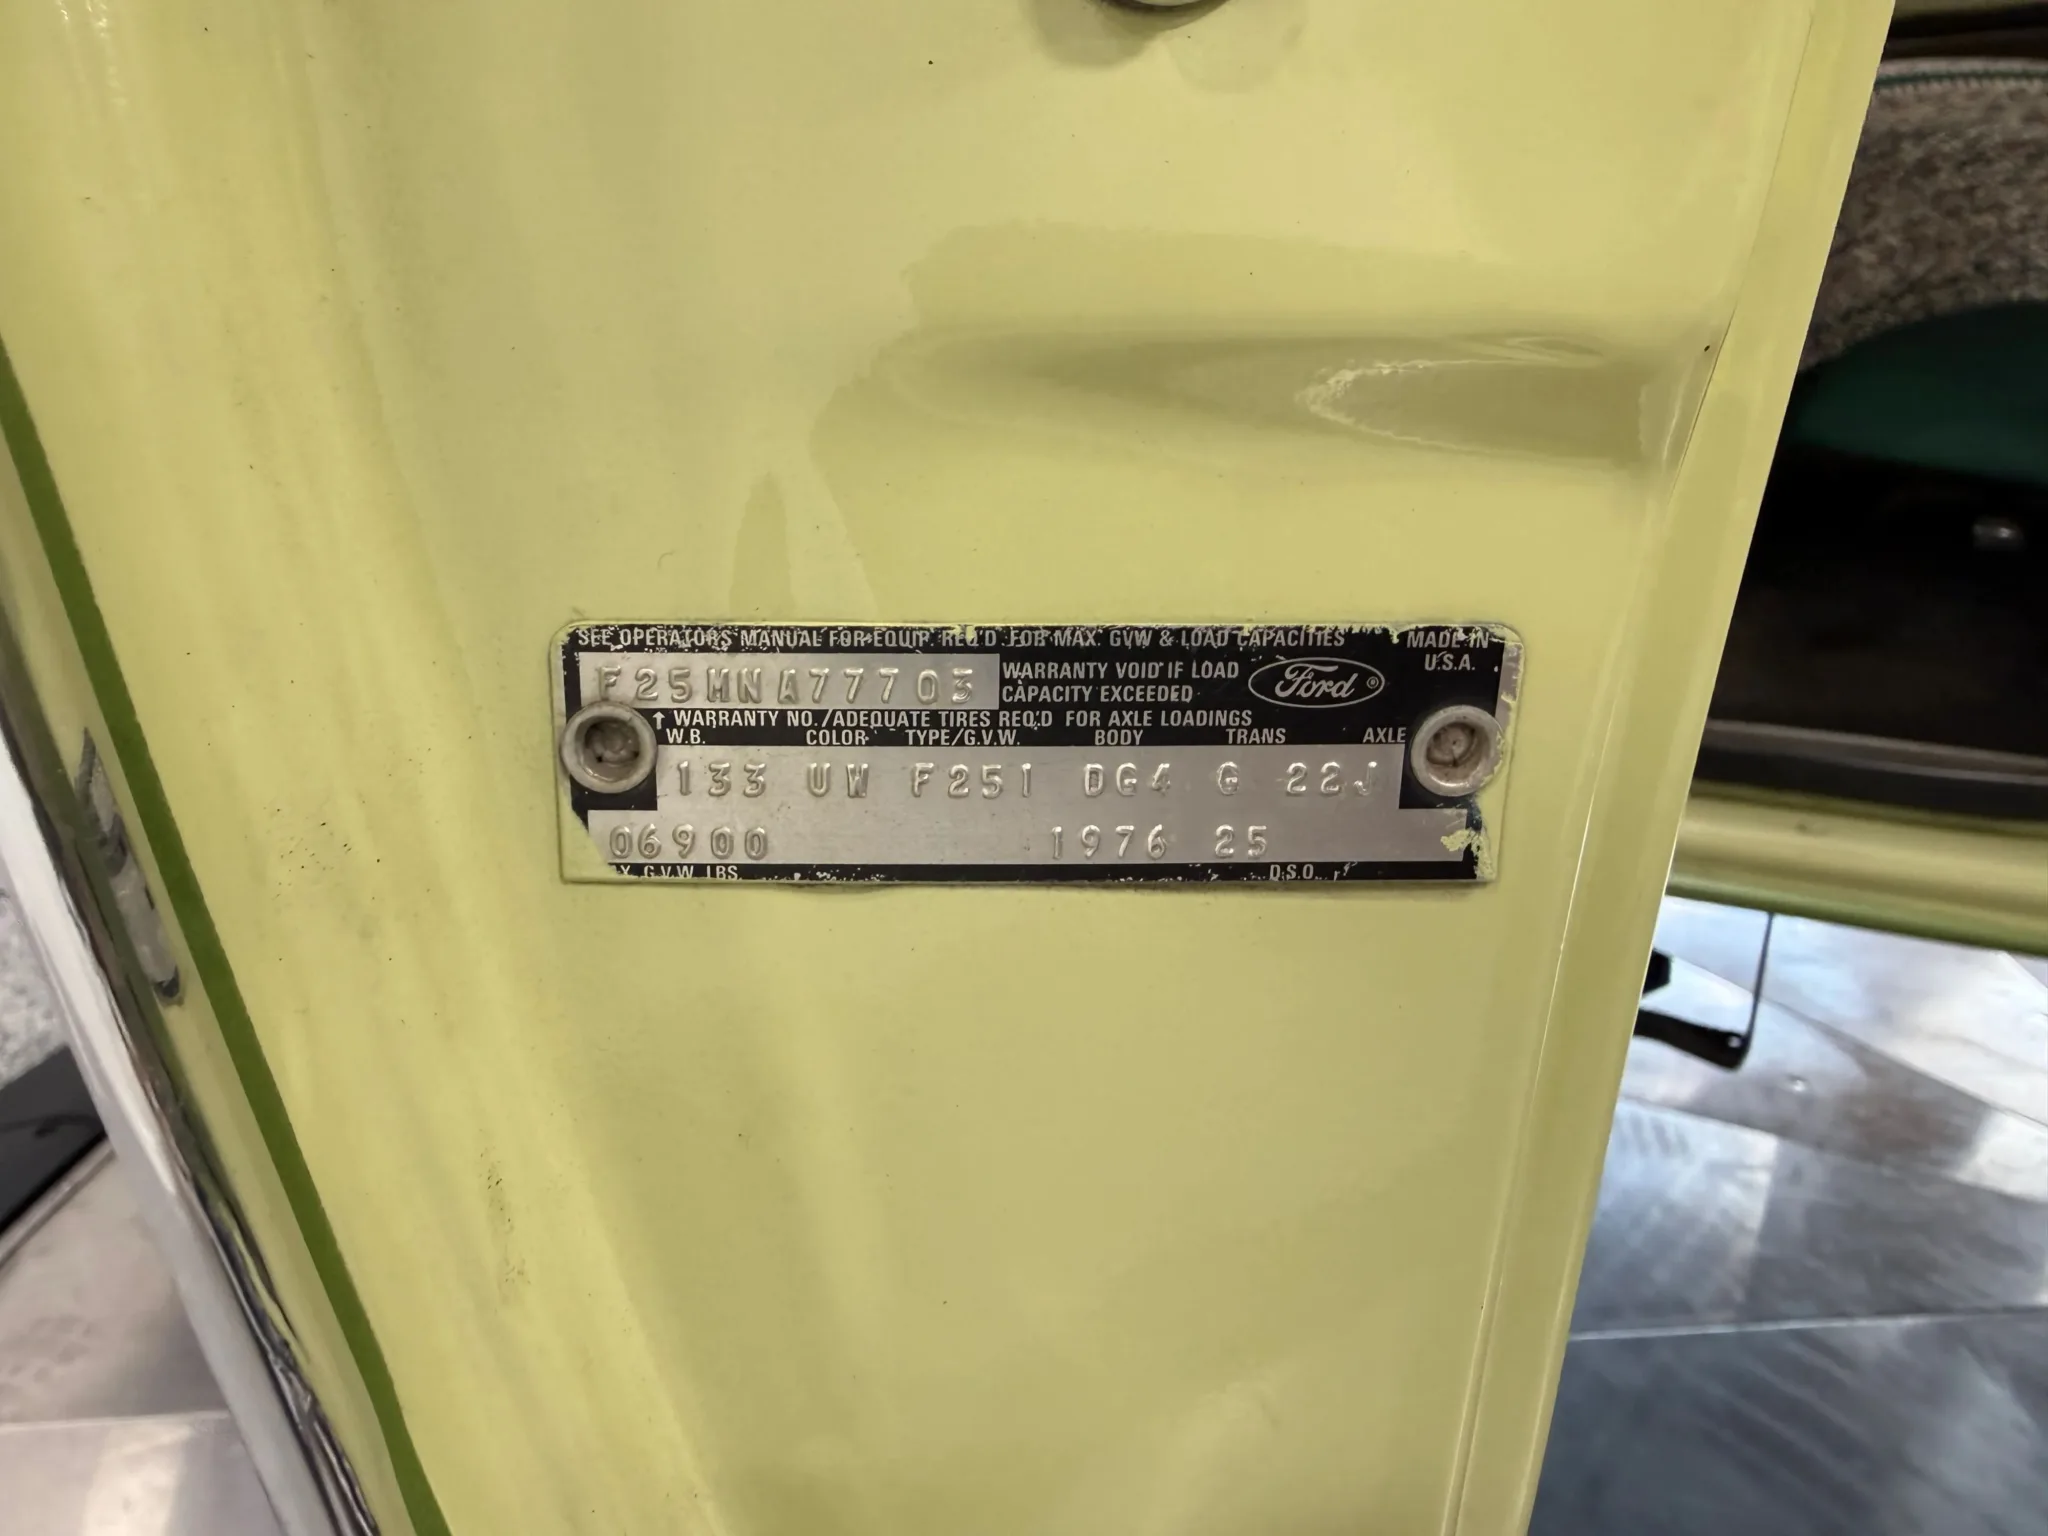 SEE OPERATORS MANUAL FOR EQUIP. REQ'D FOR MAX. GVW & LOAD CAPACITIES MADE IN
U.S.A.
F25MNA77703 WARRANTY VOID IF LOAD
CAPACITY EXCEEDED Ford ®
↑ WARRANTY NO./ADEQUATE TIRES REQ'D FOR AXLE LOADINGS
W.B. COLOR TYPE/G.V.W. BODY TRANS AXLE
133 UW F251 DG4 G 22J
06900 1976 25
G.V.W. LBS. D.S.O.